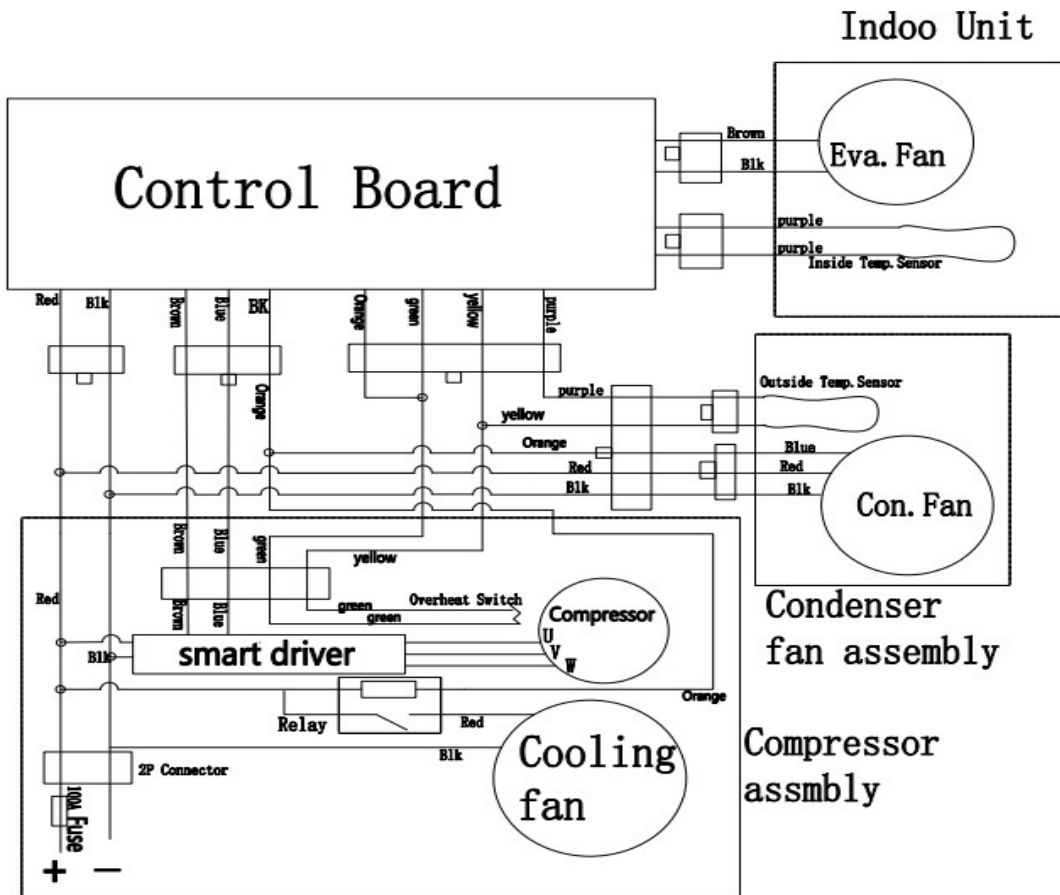 Indoo Unit
Control Board
Brown
Blk
Eva. Fan
purple
purple
Inside Temp. Sensor
Red
Blk
Brown
Blue
BK
Orange
green
yellow
purple
Orange
purple
Outside Temp. Sensor
yellow
Orange
Blue
Red
Red
Blk
Blk
Con. Fan
Condenser
fan assembly
Brown
Blue
green
yellow
Red
Brown
Blue
green
green
Overheat Switch
Compressor
U
V
W
Blk
smart driver
Orange
Relay
Red
Blk
Cooling
fan
Compressor
assmbly
2P Connector
100A Fuse
+ -